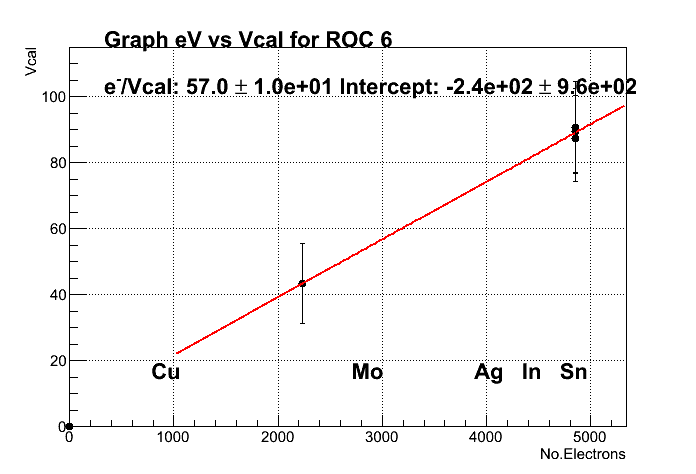 Graph eV vs Vcal for ROC 6
e-/Vcal: 57.0 ± 1.0e+01 Intercept: -2.4e+02 ± 9.6e+02
Vcal
100
80
60
40
20
0
Cu Mo Ag In Sn
0 1000 2000 3000 4000 5000
No.Electrons